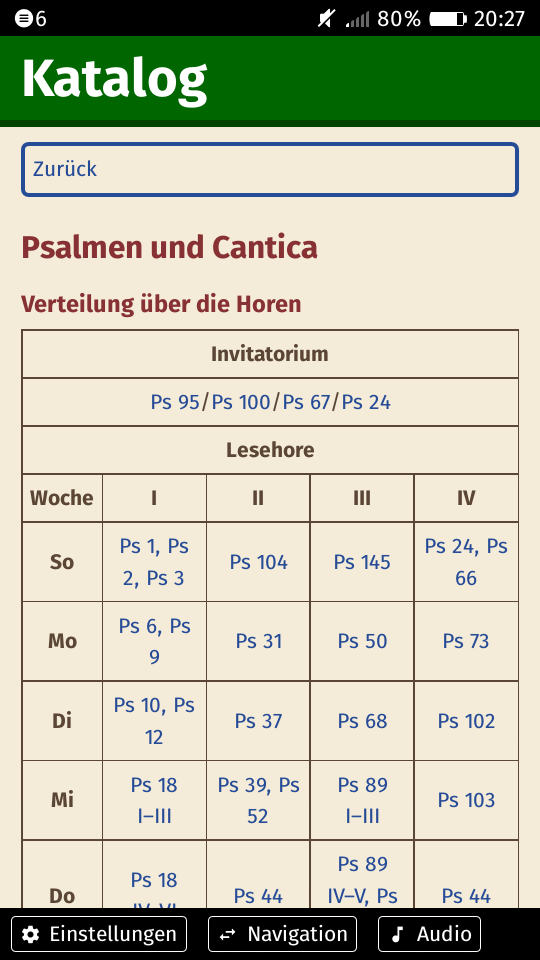 6 80% 20:27
Katalog
Zurück
Psalmen und Cantica
Verteilung über die Horen
Invitatorium
Ps 95/Ps 100/Ps 67/Ps 24
Lesehore
Woche I II III IV
So Ps 1, Ps 2, Ps 3 Ps 104 Ps 145 Ps 24, Ps 66
Mo Ps 6, Ps 9 Ps 31 Ps 50 Ps 73
Di Ps 10, Ps 12 Ps 37 Ps 68 Ps 102
Mi Ps 18 I–III Ps 39, Ps 52 Ps 89 I–III Ps 103
Do Ps 18 IV–VI Ps 44 Ps 89 IV–V, Ps Ps 44
Einstellungen Navigation Audio